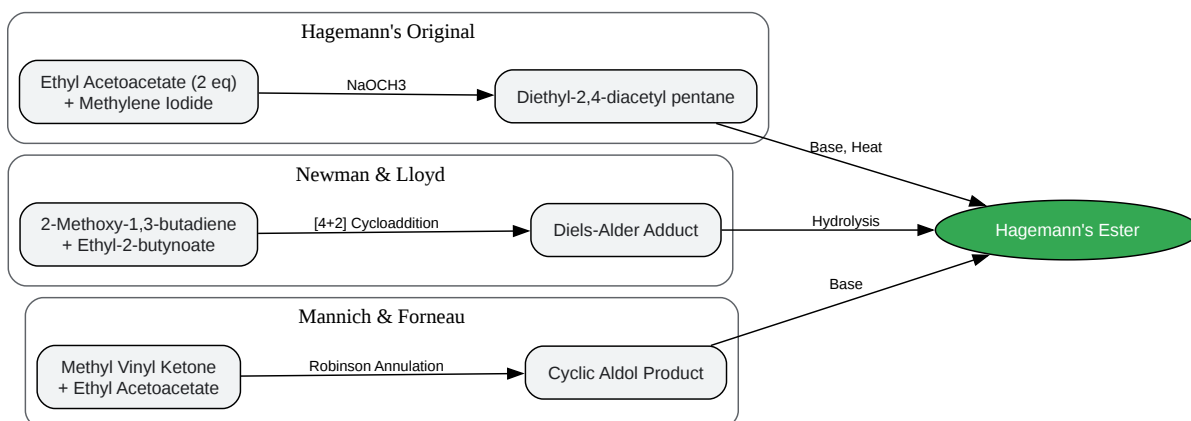 Hagemann's Original
Ethyl Acetoacetate (2 eq)
+ Methylene Iodide
NaOCH3
Diethyl-2,4-diacetyl pentane
Base, Heat
Newman & Lloyd
2-Methoxy-1,3-butadiene
+ Ethyl-2-butynoate
[4+2] Cycloaddition
Diels-Alder Adduct
Hydrolysis
Hagemann's Ester
Mannich & Forneau
Methyl Vinyl Ketone
+ Ethyl Acetoacetate
Robinson Annulation
Cyclic Aldol Product
Base